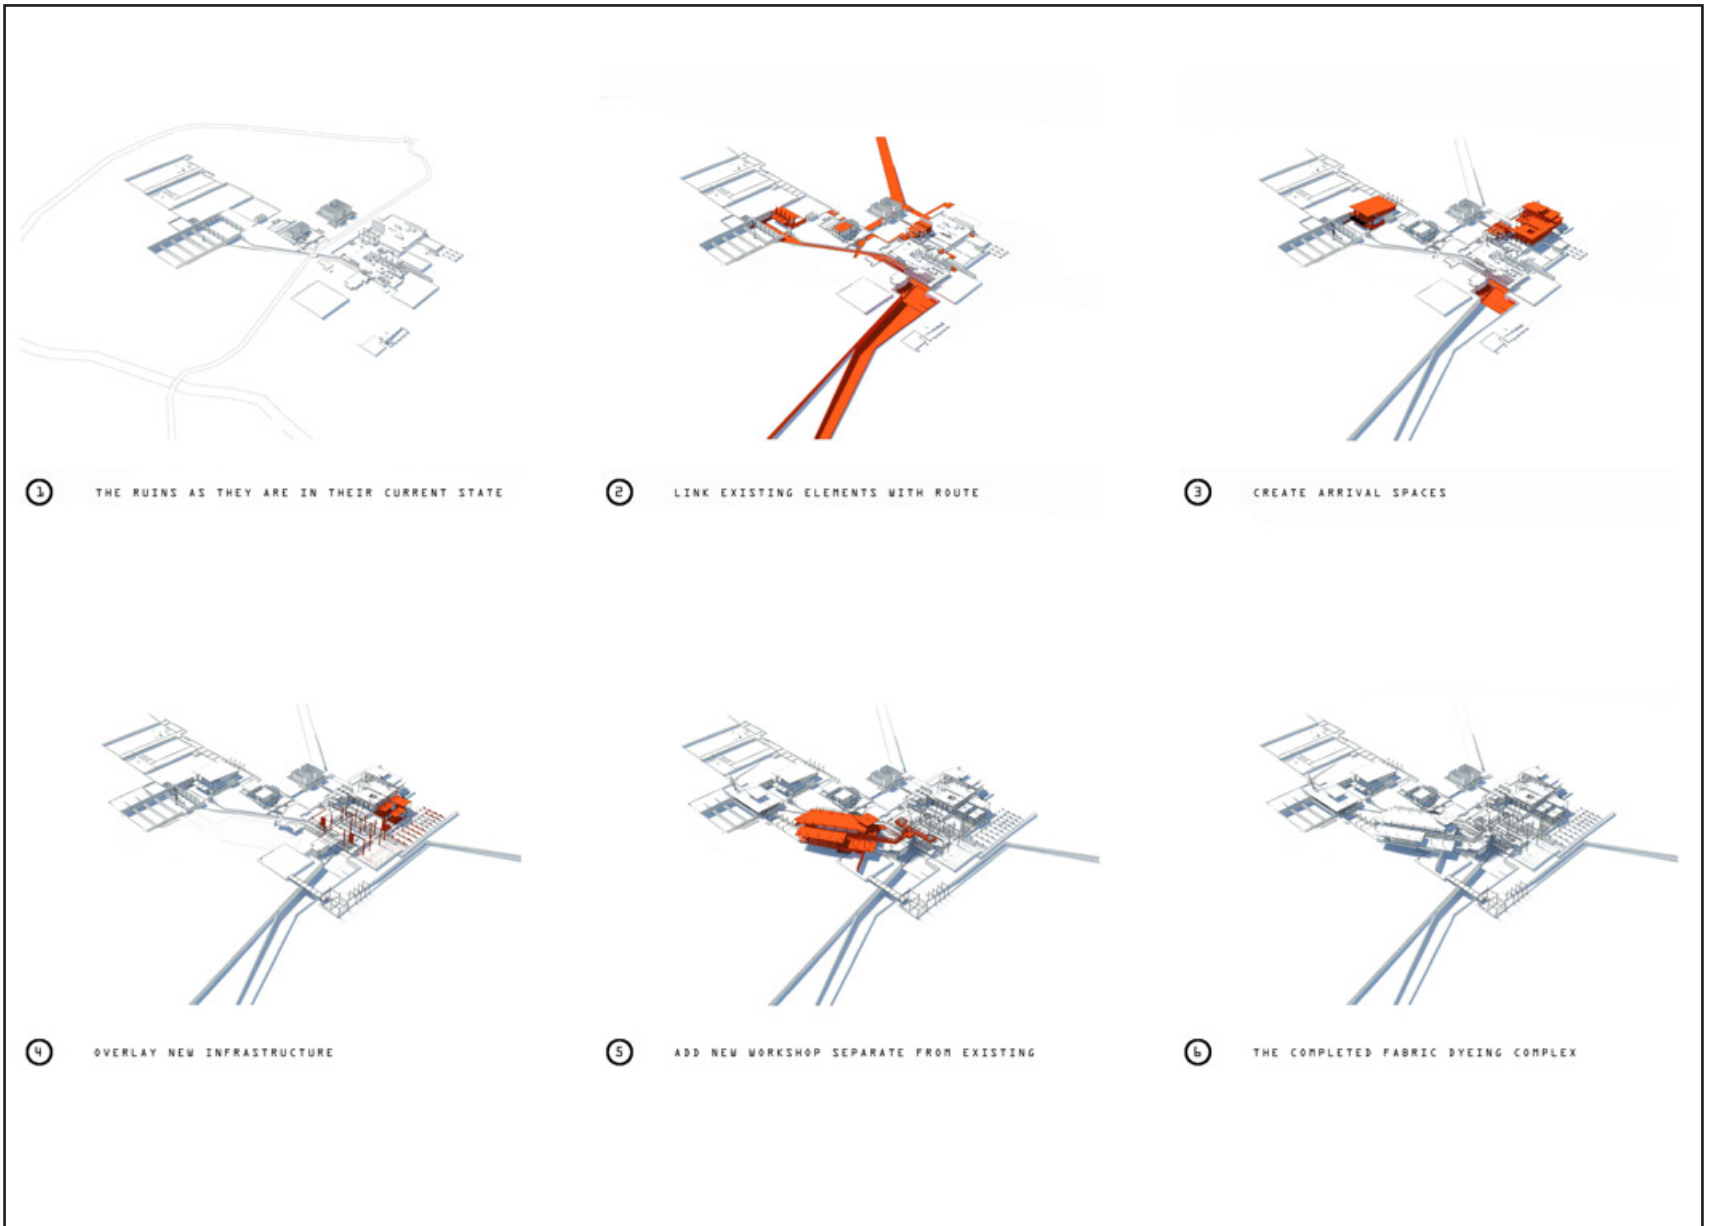 1 THE RUINS AS THEY ARE IN THEIR CURRENT STATE
2 LINK EXISTING ELEMENTS WITH ROUTE
3 CREATE ARRIVAL SPACES
4 OVERLAY NEW INFRASTRUCTURE
5 ADD NEW WORKSHOP SEPARATE FROM EXISTING
6 THE COMPLETED FABRIC DYEING COMPLEX